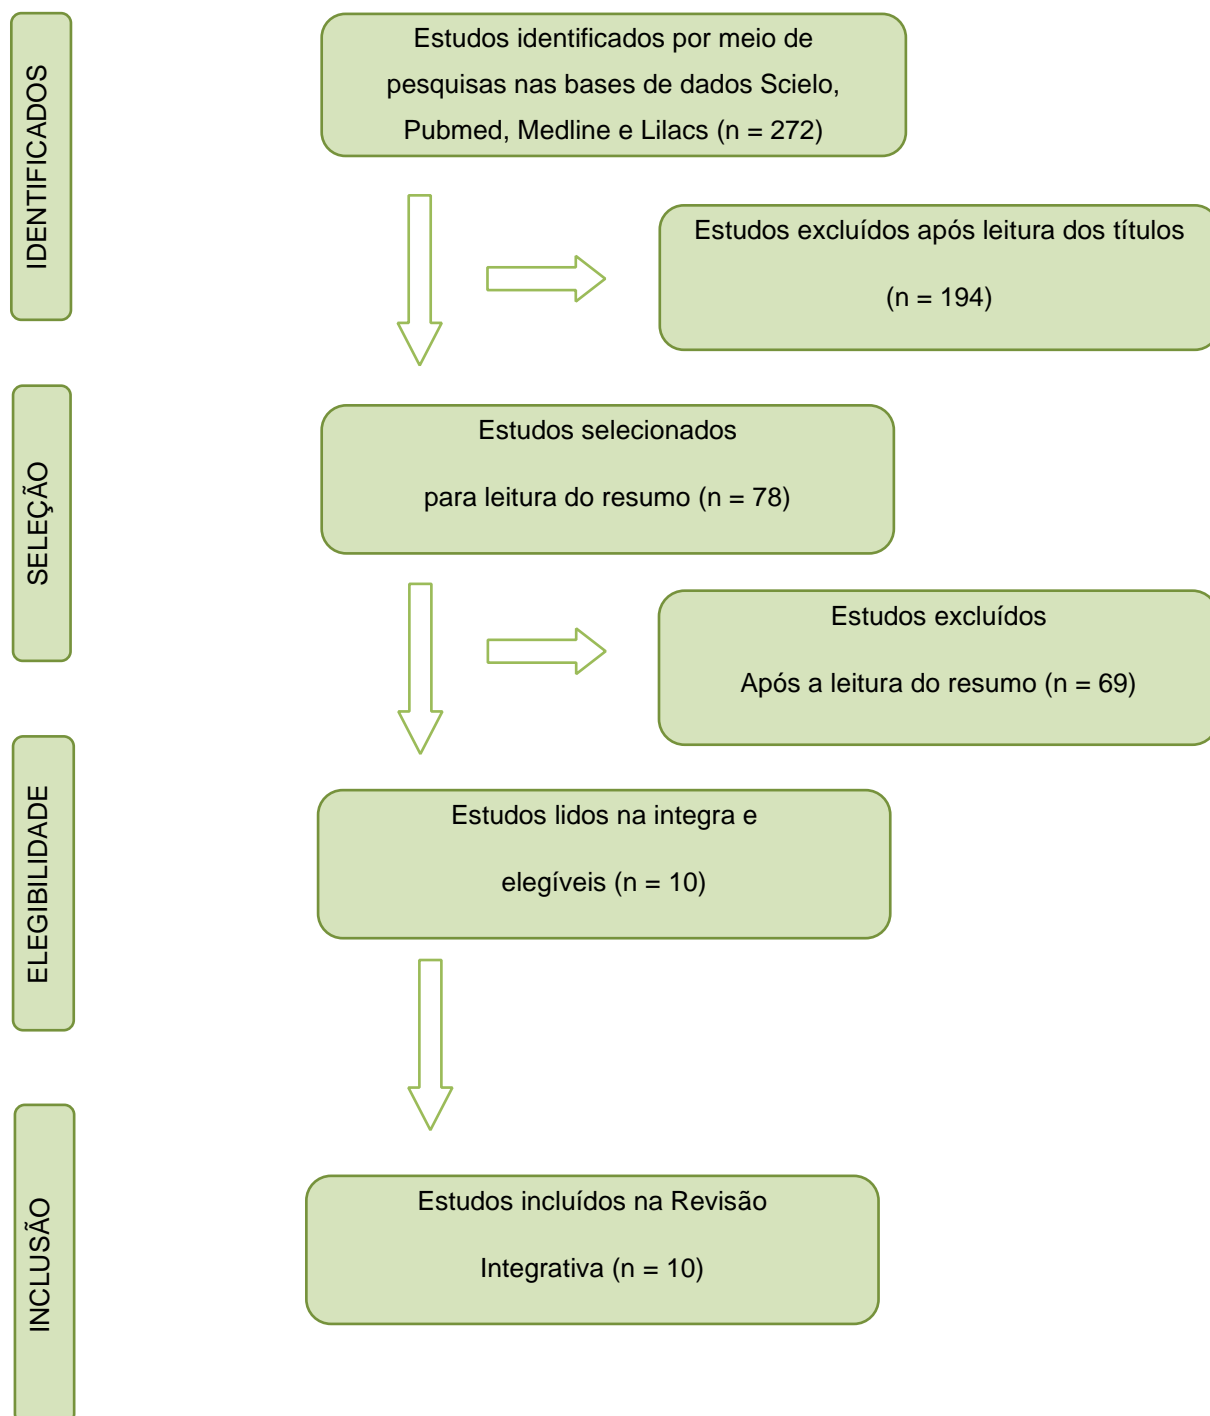 IDENTIFICADOS
Estudos identificados por meio de
pesquisas nas bases de dados Scielo,
Pubmed, Medline e Lilacs (n = 272)
Estudos excluídos após leitura dos títulos
(n = 194)
SELEÇÃO
Estudos selecionados
para leitura do resumo (n = 78)
Estudos excluídos
Após a leitura do resumo (n = 69)
ELEGIBILIDADE
Estudos lidos na integra e
elegíveis (n = 10)
INCLUSÃO
Estudos incluídos na Revisão
Integrativa (n = 10)